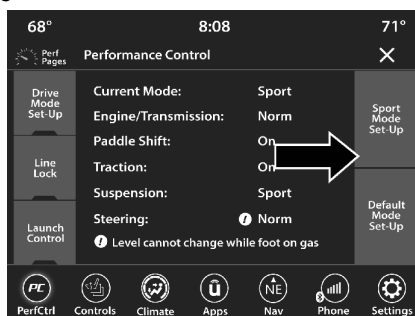 68° 8:08 71°
Perf
Pages
Performance Control
Drive
Mode
Set-Up
Line
Lock
Launch
Control
Current Mode: Sport
Engine/Transmission: Norm
Paddle Shift: On
Traction: On
Suspension: Sport
Steering: ! Norm
! Level cannot change while foot on gas
Sport
Mode
Set-Up
Default
Mode
Set-Up
PC
û
NE
PerfCtrl Controls Climate Apps Nav Phone Settings